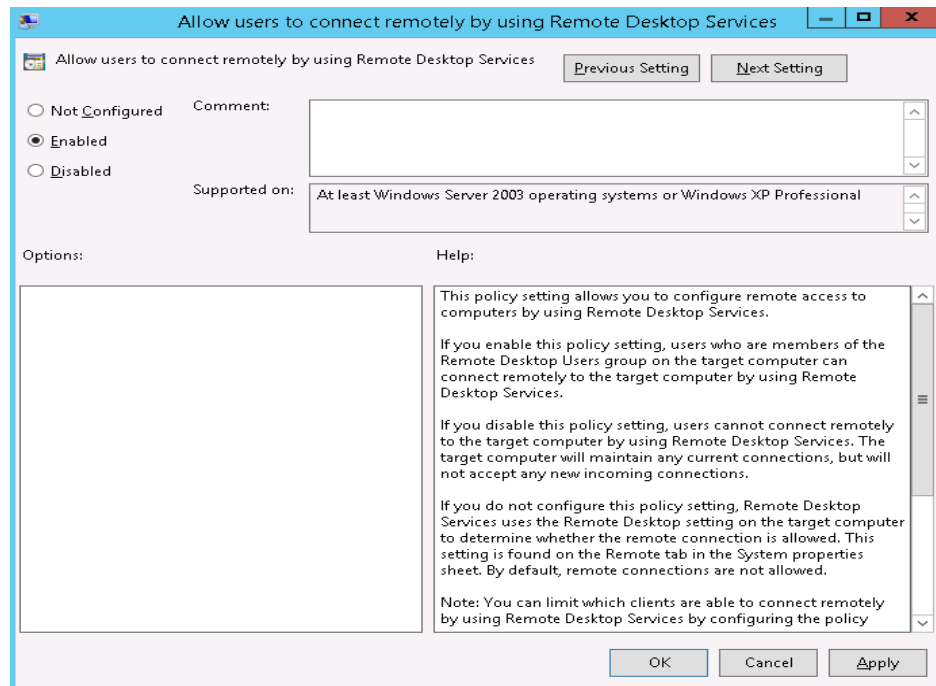 Allow users to connect remotely by using Remote Desktop Services
Allow users to connect remotely by using Remote Desktop Services
Previous Setting
Next Setting
Not Configured
Comment:
Enabled
Disabled
Supported on:
At least Windows Server 2003 operating systems or Windows XP Professional
Options:
Help:
This policy setting allows you to configure remote access to
computers by using Remote Desktop Services.
If you enable this policy setting, users who are members of the
Remote Desktop Users group on the target computer can
connect remotely to the target computer by using Remote
Desktop Services.
If you disable this policy setting, users cannot connect remotely
to the target computer by using Remote Desktop Services. The
target computer will maintain any current connections, but will
not accept any new incoming connections.
If you do not configure this policy setting, Remote Desktop
Services uses the Remote Desktop setting on the target computer
to determine whether the remote connection is allowed. This
setting is found on the Remote tab in the System properties
sheet. By default, remote connections are not allowed.
Note: You can limit which clients are able to connect remotely
by using Remote Desktop Services by configuring the policy
OK
Cancel
Apply